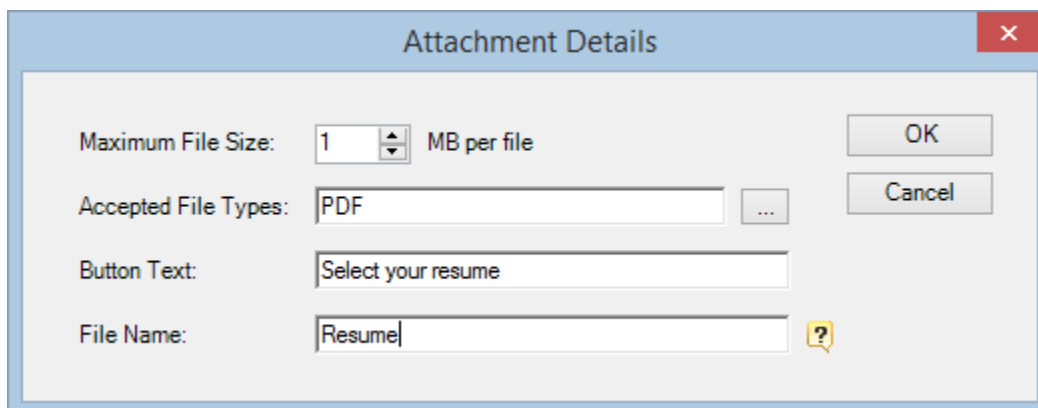 Attachment Details
Maximum File Size: 1 MB per file
OK
Accepted File Types: PDF ...
Cancel
Button Text: Select your resume
File Name: Resume ?